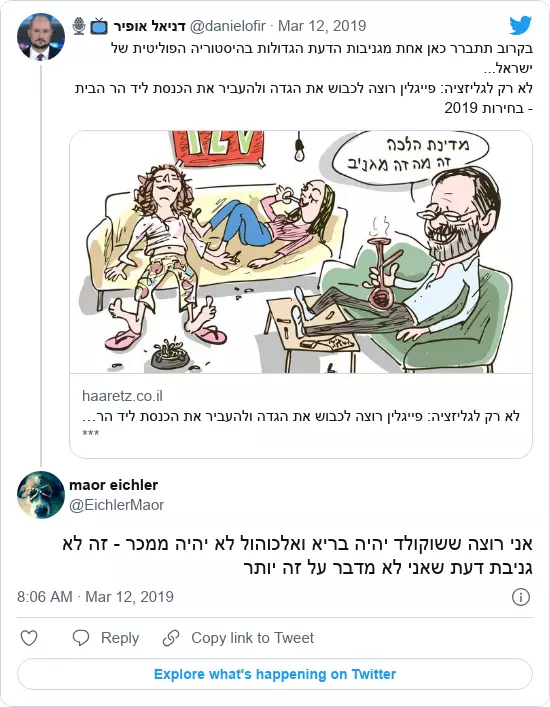 דניאל אופיר @danielofir · Mar 12, 2019
בקרוב תתברר כאן אחת מגניבות הדעת הגדולות בהיסטוריה הפוליטית של
ישראל...
לא רק לגליזציה: פייגלין רוצה לכבוש את הגדה ולהעביר את הכנסת ליד הר הבית
- בחירות 2019
TLV
מדינת הלכה
זה מה זה מגניב
haaretz.co.il
לא רק לגליזציה: פייגלין רוצה לכבוש את הגדה ולהעביר את הכנסת ליד הר...
***
maor eichler
@EichlerMaor
אני רוצה ששוקולד יהיה בריא ואלכוהול לא יהיה ממכר - זה לא
גניבת דעת שאני לא מדבר על זה יותר
8:06 AM · Mar 12, 2019
Reply
Copy link to Tweet
Explore what's happening on Twitter